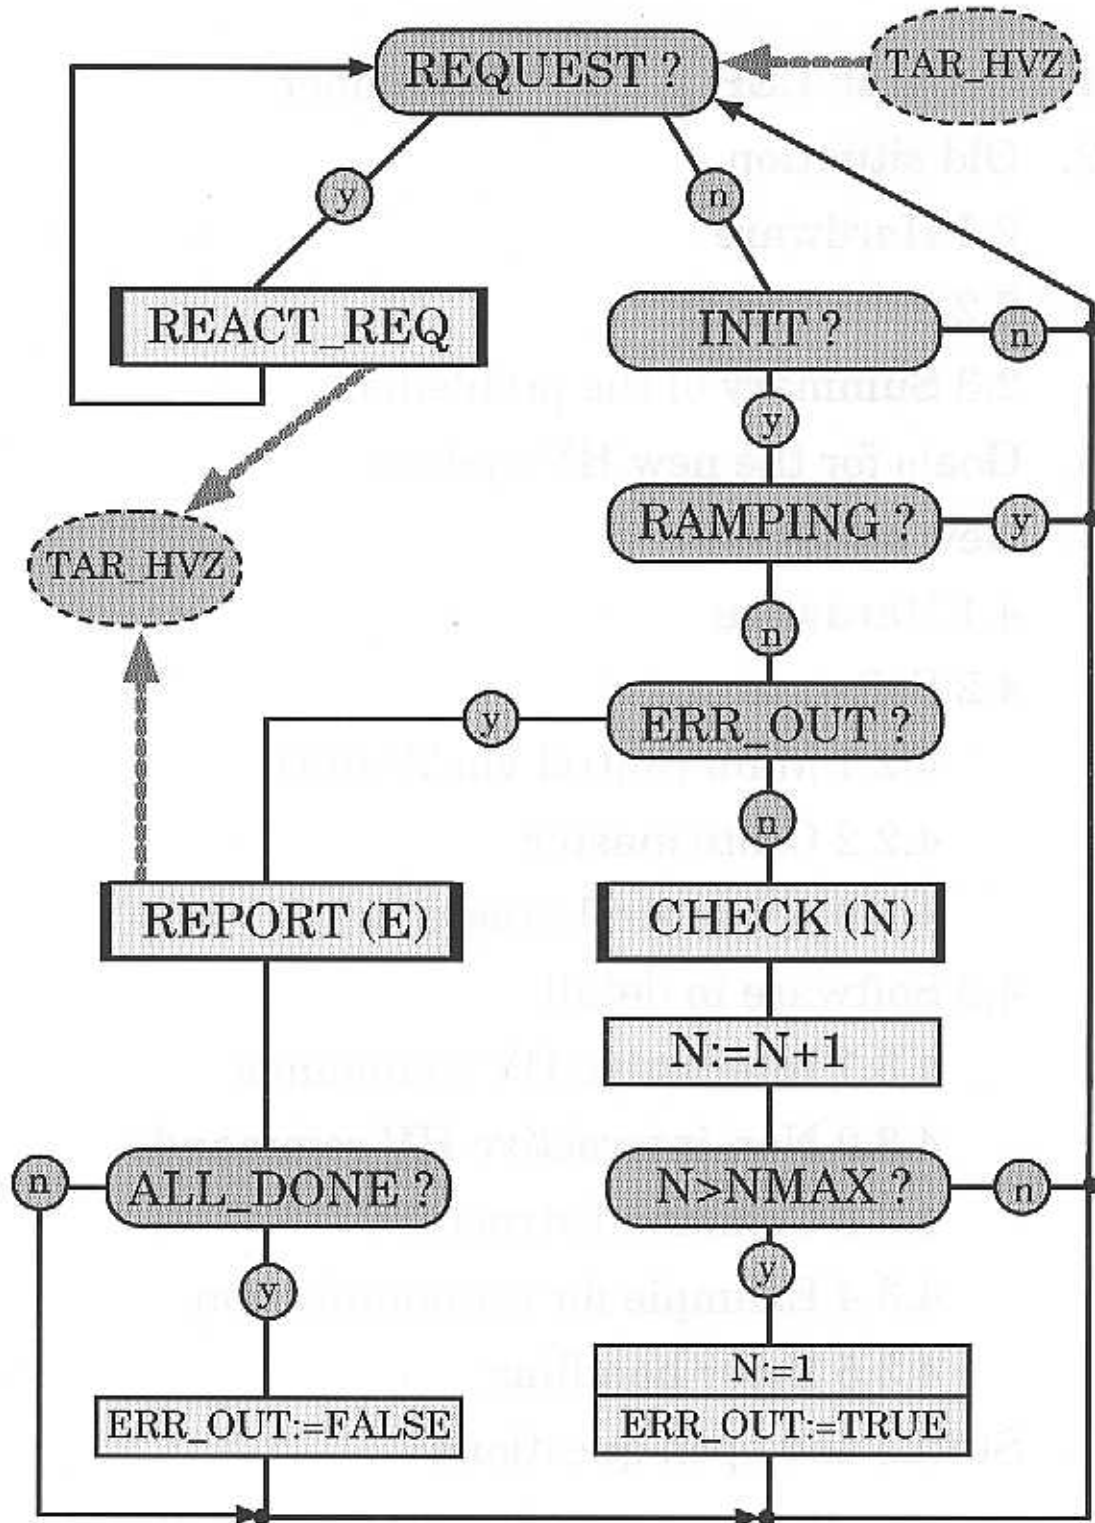 REQUEST ?
TAR_HVZ
y
n
REACT_REQ
INIT ?
n
y
TAR_HVZ
RAMPING ?
y
n
y
ERR_OUT ?
n
REPORT (E)
CHECK (N)
N:=N+1
n
ALL_DONE ?
N>NMAX ?
n
y
y
N:=1
ERR_OUT:=FALSE
ERR_OUT:=TRUE